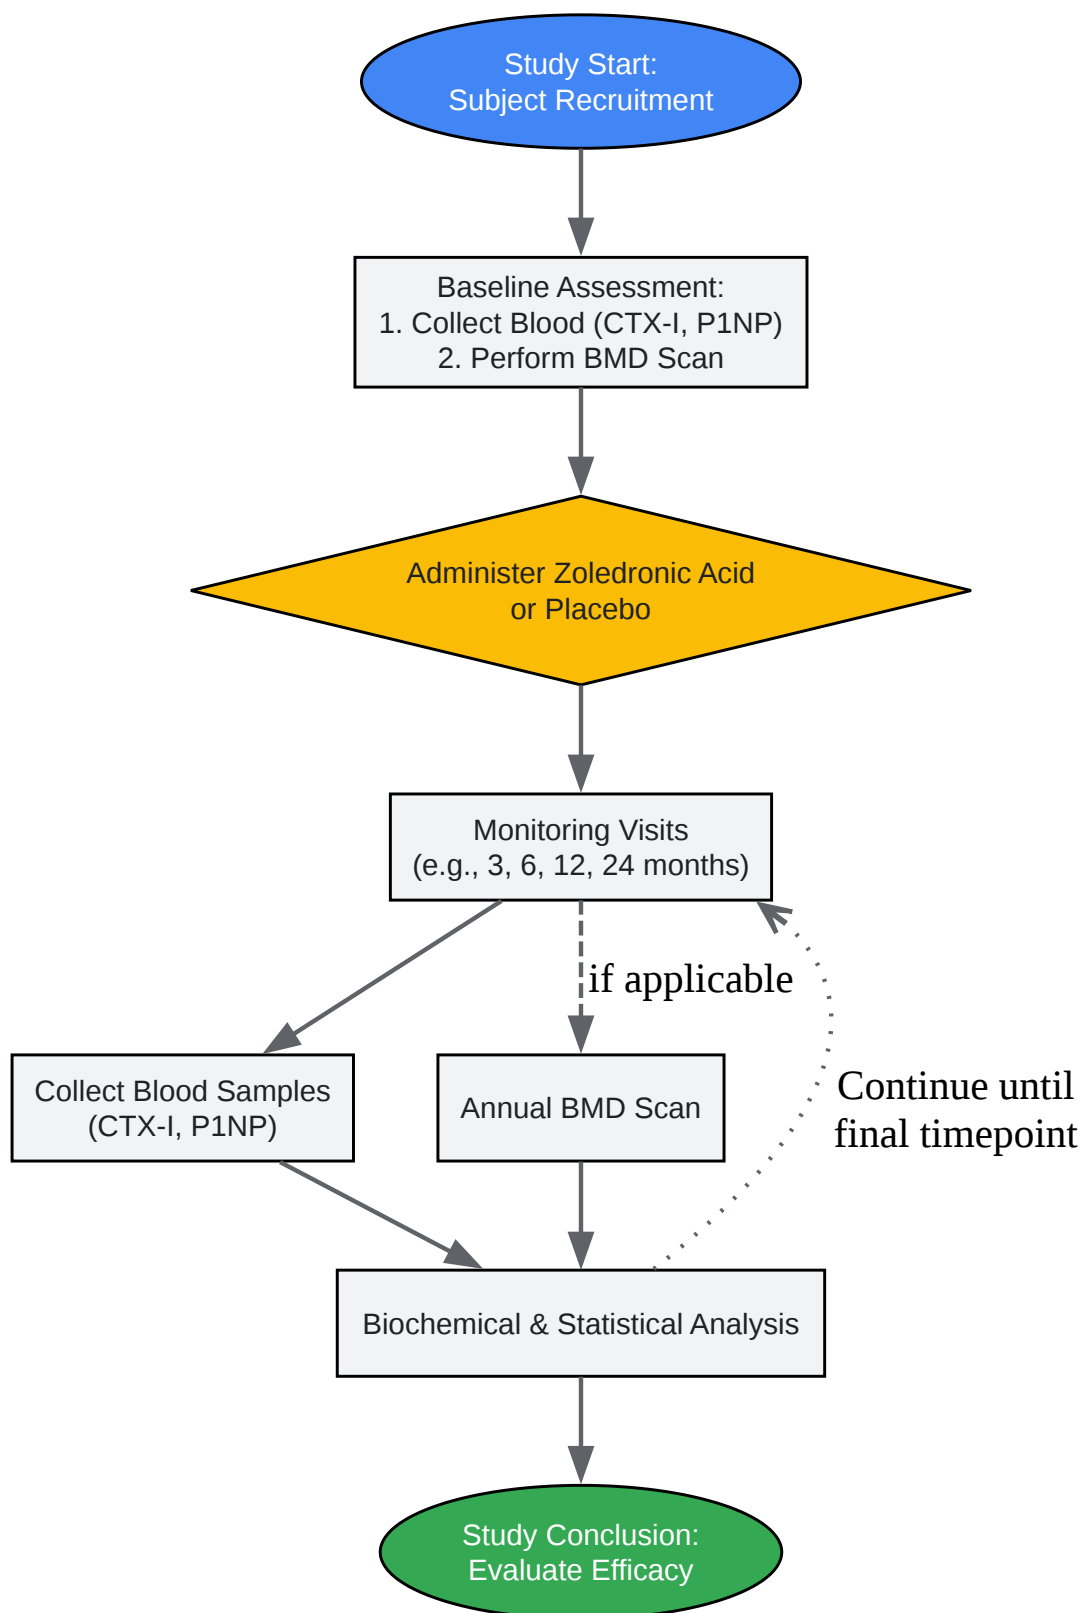 Study Start:
Subject Recruitment
Baseline Assessment:
1. Collect Blood (CTX-I, P1NP)
2. Perform BMD Scan
Administer Zoledronic Acid
or Placebo
Monitoring Visits
(e.g., 3, 6, 12, 24 months)
if applicable
Collect Blood Samples
(CTX-I, P1NP)
Annual BMD Scan
Continue until
final timepoint
Biochemical & Statistical Analysis
Study Conclusion:
Evaluate Efficacy